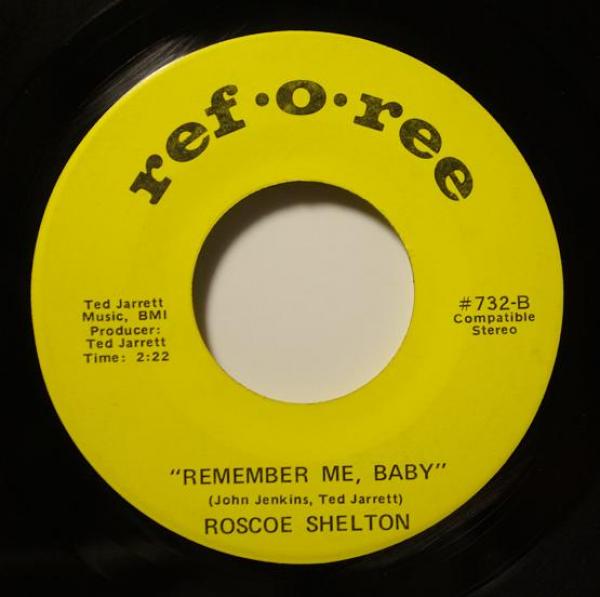 ref·o·ree
Ted Jarrett
Music, BMI
Producer:
Ted Jarrett
Time: 2:22
#732-B
Compatible
Stereo
"REMEMBER ME, BABY"
(John Jenkins, Ted Jarrett)
ROSCOE SHELTON